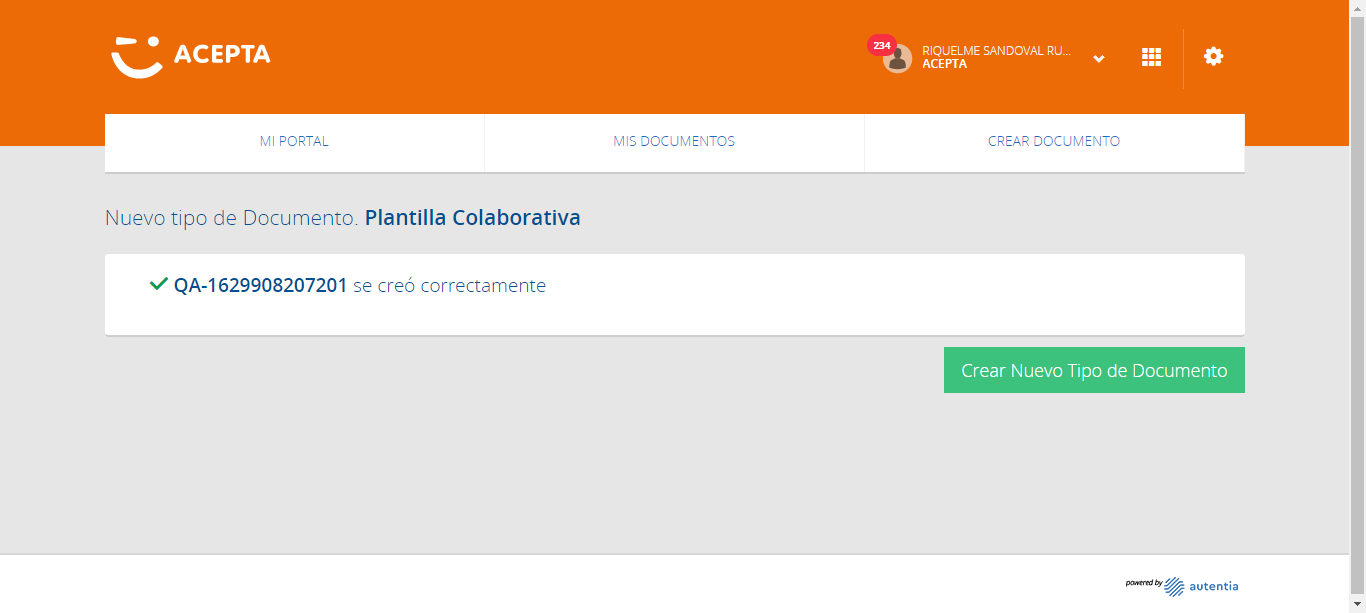 ACEPTA
234
RIQUELME SANDOVAL RU...
ACEPTA
MI PORTAL
MIS DOCUMENTOS
CREAR DOCUMENTO
Nuevo tipo de Documento. Plantilla Colaborativa
QA-1629908207201 se creó correctamente
Crear Nuevo Tipo de Documento
powered by autentia